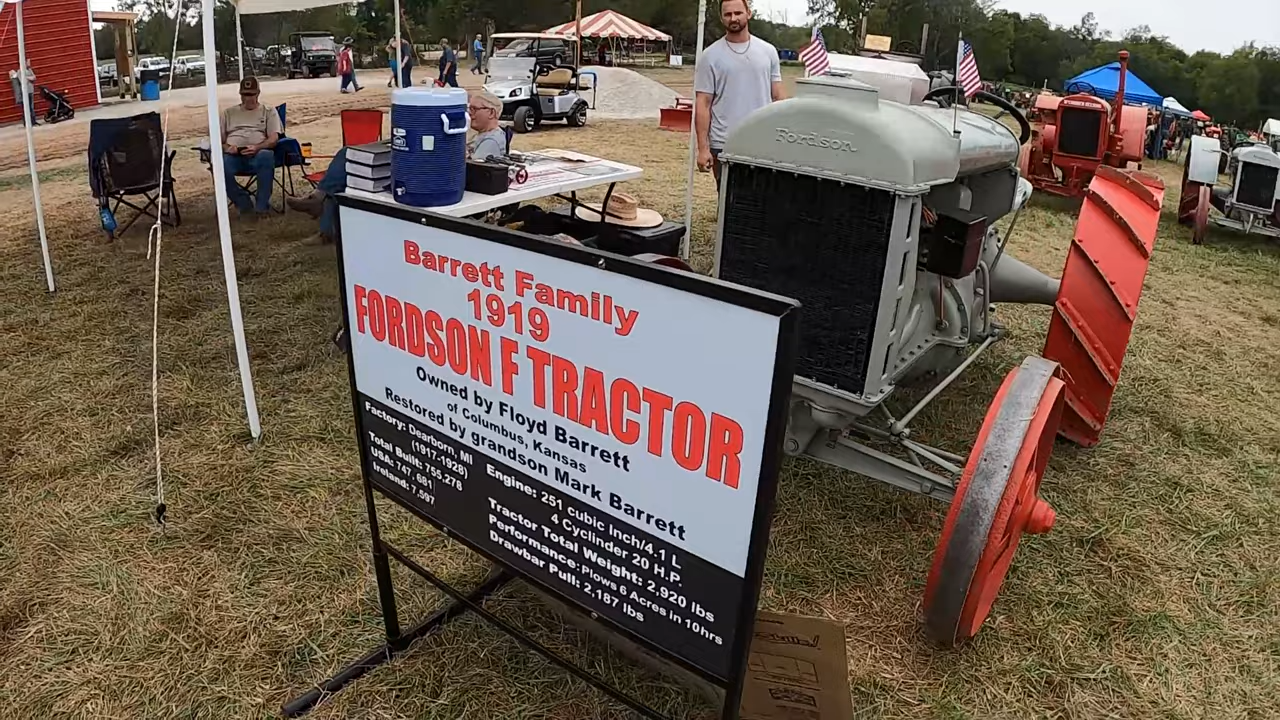 Barrett Family
1919
FORDSON F TRACTOR
Owned by Floyd Barrett
of Columbus, Kansas
Restored by grandson Mark Barrett
Factory: Dearborn, MI
(1917-1928)
Total Built: 755,278
USA: 747,681
Ireland: 7,597
Engine: 251 cubic Inch/4.1 L
4 Cyclinder 20 H.P.
Tractor Total Weight: 2,920 lbs
Performance: Plows 6 Acres in 10hrs
Drawbar Pull: 2,187 lbs
Fordson